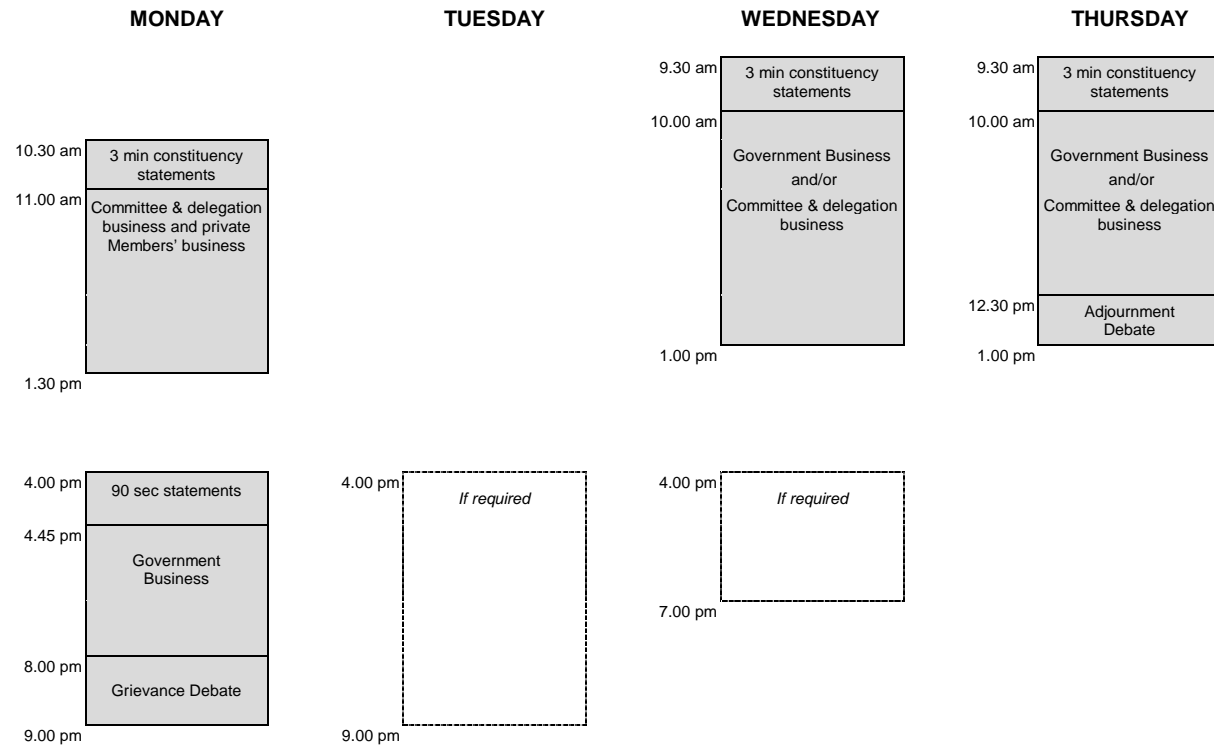 MONDAY
TUESDAY
WEDNESDAY
THURSDAY
10.30 am
3 min constituency
statements
11.00 am
Committee & delegation
business and private
Members’ business
1.30 pm
4.00 pm
90 sec statements
4.45 pm
Government
Business
8.00 pm
Grievance Debate
9.00 pm
4.00 pm
If required
9.00 pm
9.30 am
3 min constituency
statements
10.00 am
Government Business
and/or
Committee & delegation
business
1.00 pm
4.00 pm
If required
7.00 pm
9.30 am
3 min constituency
statements
10.00 am
Government Business
and/or
Committee & delegation
business
12.30 pm
Adjournment
Debate
1.00 pm